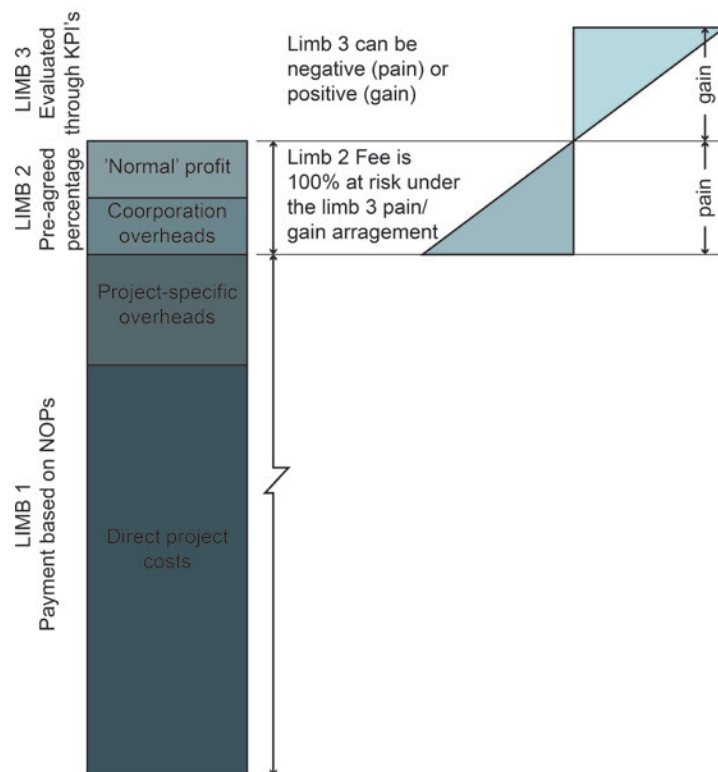 LIMB 3
Evaluated
through KPI's
Limb 3 can be
negative (pain) or
positive (gain)
gain
LIMB 2
Pre-agreed
percentage
'Normal' profit
Coorporation
overheads
Limb 2 Fee is
100% at risk under
the limb 3 pain/
gain arragement
pain
Project-specific
overheads
LIMB 1
Payment based on NOPs
Direct project
costs